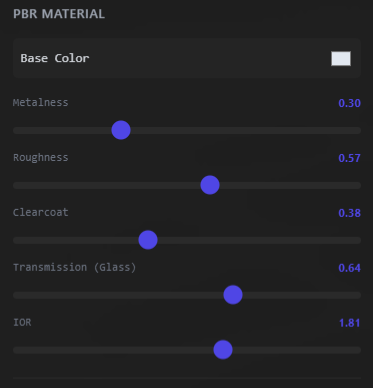 PBR MATERIAL
Base Color
Metalness 0.30
Roughness 0.57
Clearcoat 0.38
Transmission (Glass) 0.64
IOR 1.81